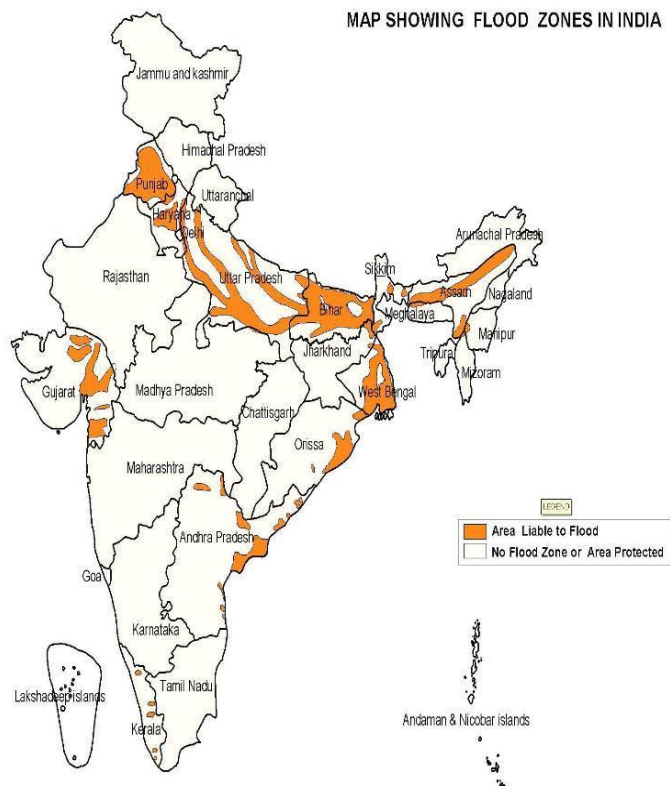 MAP SHOWING FLOOD ZONES IN INDIA
Jammu and kashmir
Himachal Pradesh
Punjab
Uttaranchal
Haryana
Delhi
Arunachal Pradesh
Rajasthan
Uttar Pradesh
Sikkim
Assam
Nagaland
Bihar
Meghalaya
Manipur
Jharkhand
Tripura
Mizoram
Gujarat
Madhya Pradesh
West Bengal
Chattisgarh
Orissa
Maharashtra
LEGEND
Area Liable to Flood
No Flood Zone or Area Protected
Andhra Pradesh
Goa
Karnataka
Tamil Nadu
Lakshadeep islands
Andaman & Nicobar islands
Kerala